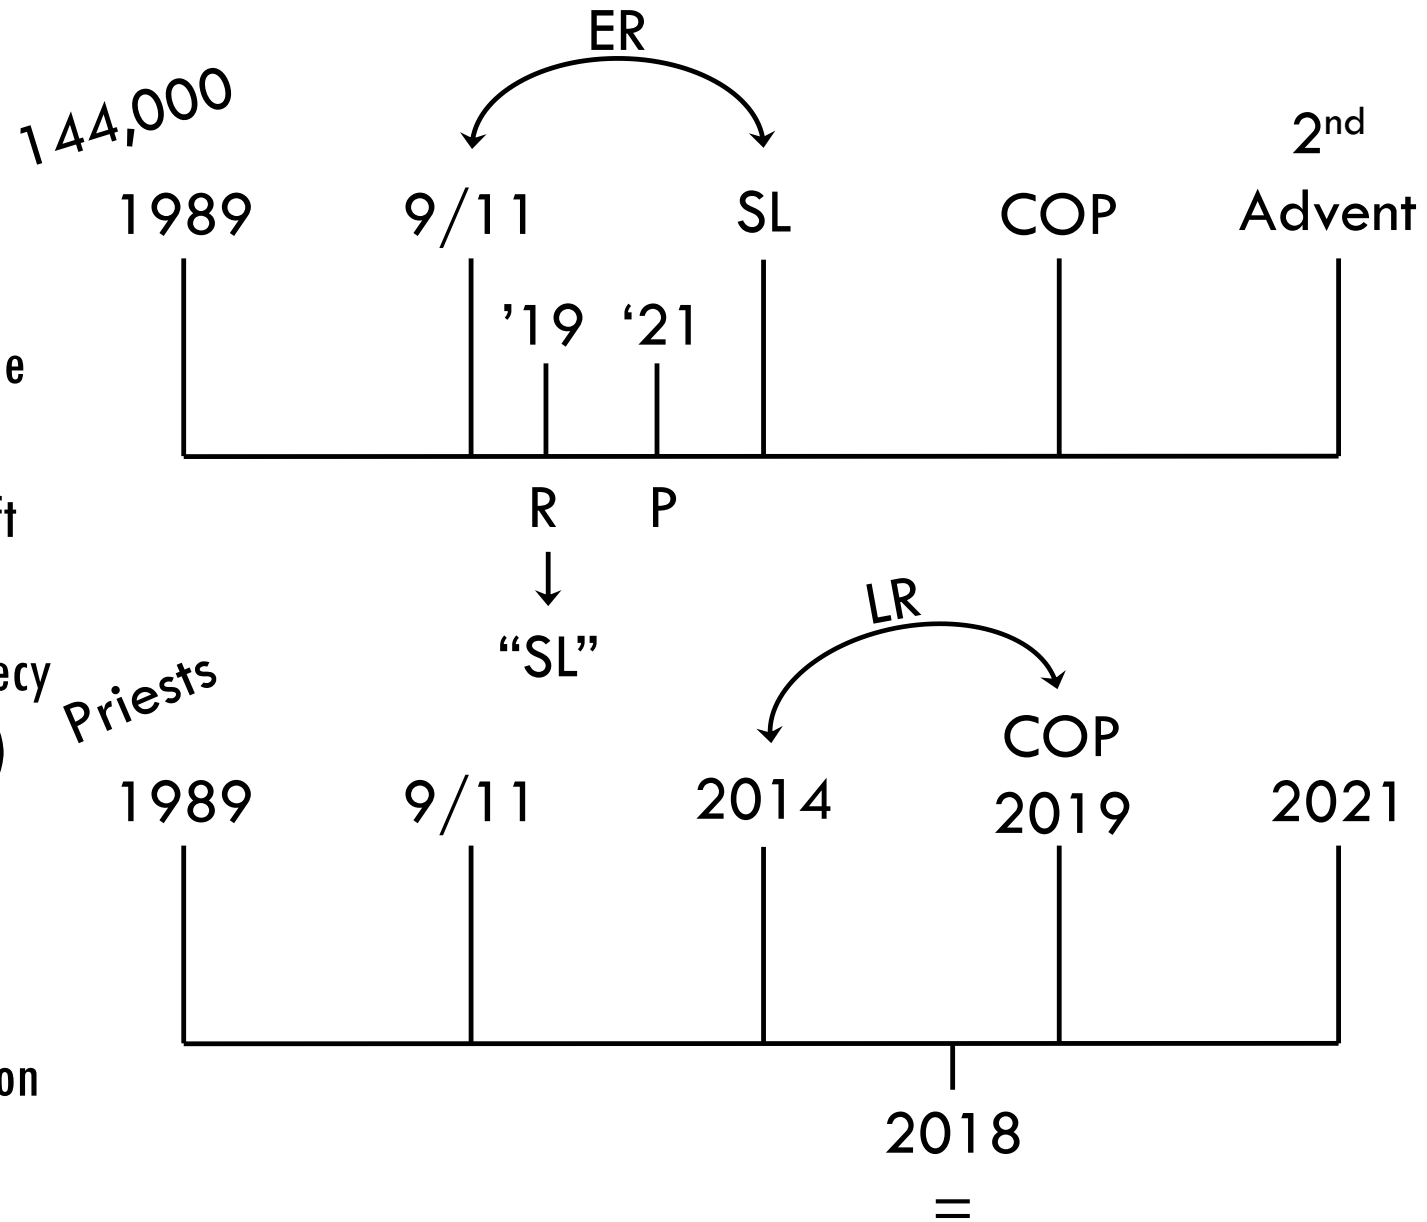 ER
144,000
2nd
1989 9/11 SL COP Advent
’19 ‘21
e
R P
ft
“SL”
LR
ecy
Priests
)
COP
1989 9/11 2014 2019 2021
on
2018
=